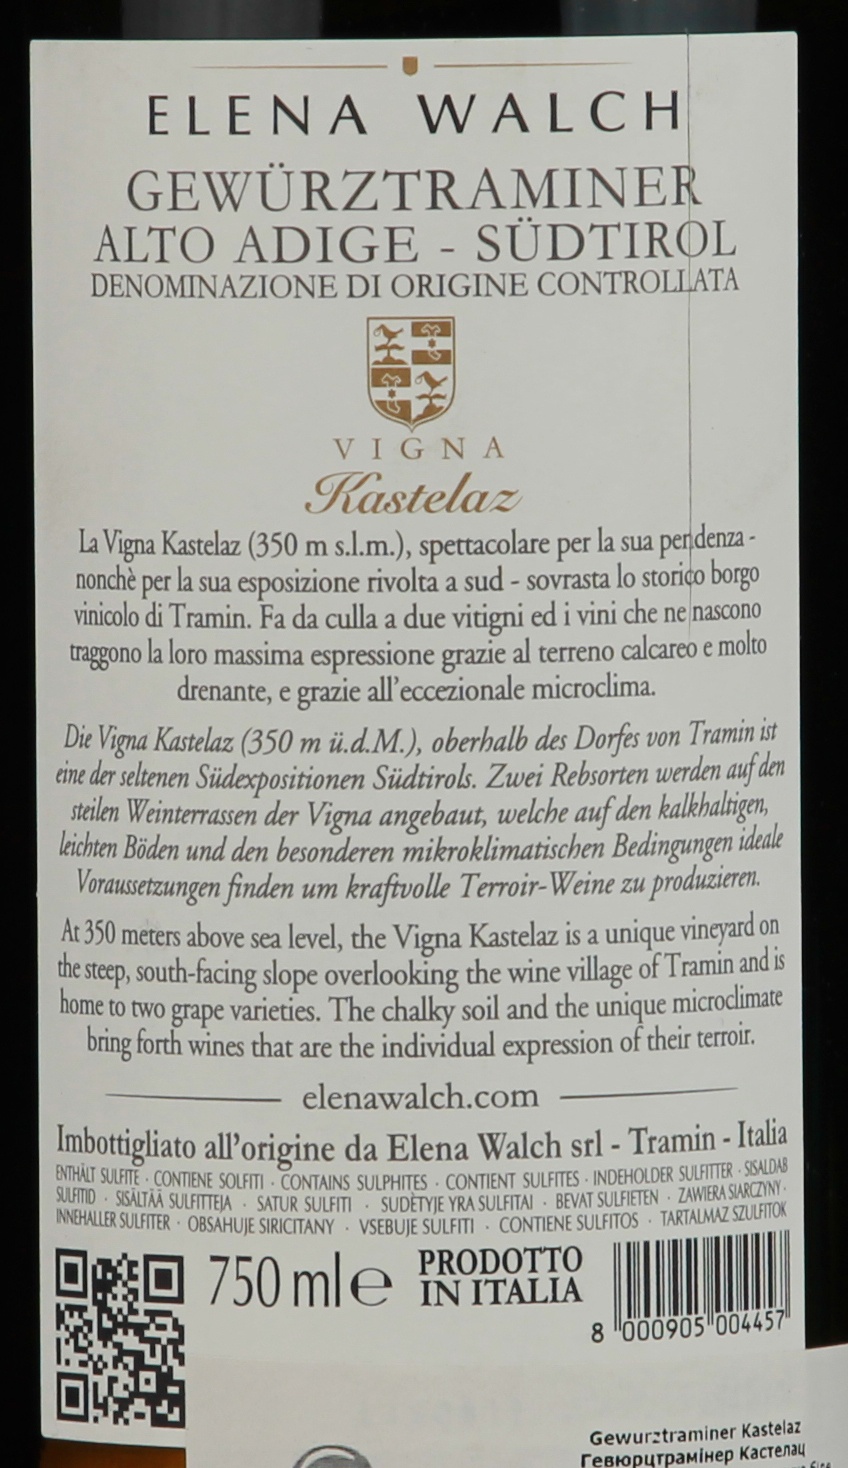 ELENA WALCH
GEWÜRZTRAMINER
ALTO ADIGE - SÜDTIROL
DENOMINAZIONE DI ORIGINE CONTROLLATA
VIGNA
Kastelaz
La Vigna Kastelaz (350 m s.l.m.), spettacolare per la sua pendenza -
nonchè per la sua esposizione rivolta a sud - sovrasta lo storico borgo
vinicolo di Tramin. Fa da culla a due vitigni ed i vini che ne nascono
traggono la loro massima espressione grazie al terreno calcareo e molto
drenante, e grazie all'eccezionale microclima.
Die Vigna Kastelaz (350 m ü.d.M.), oberhalb des Dorfes von Tramin ist
eine der seltenen Südexpositionen Südtirols. Zwei Rebsorten werden auf den
steilen Weinterrassen der Vigna angebaut, welche auf den kalkhaltigen,
leichten Böden und den besonderen mikroklimatischen Bedingungen ideale
Voraussetzungen finden um kraftvolle Terroir-Weine zu produzieren.
At 350 meters above sea level, the Vigna Kastelaz is a unique vineyard on
the steep, south-facing slope overlooking the wine village of Tramin and is
home to two grape varieties. The chalky soil and the unique microclimate
bring forth wines that are the individual expression of their terroir.
elenawalch.com
Imbottigliato all'origine da Elena Walch srl - Tramin - Italia
ENTHÄLT SULFITE · CONTIENE SOLFITI · CONTAINS SULPHITES · CONTIENT SULFITES · INDEHOLDER SULFITTER · SISALDAB
SULFITID · SISÄLTÄÄ SULFITTEJA · SATUR SULFITI · SUDĖTYJE YRA SULFITAI · BEVAT SULFIETEN · ZAWIERA SIARCZYNY ·
INNEHALLER SULFITER · OBSAHUJE SIRICITANY · VSEBUJE SULFITI · CONTIENE SULFITOS · TARTALMAZ SZULFITOK
750 ml e PRODOTTO
IN ITALIA
8 000905 004457
Gewurztraminer Kastelaz
Гевюрцтрамінер Кастелац